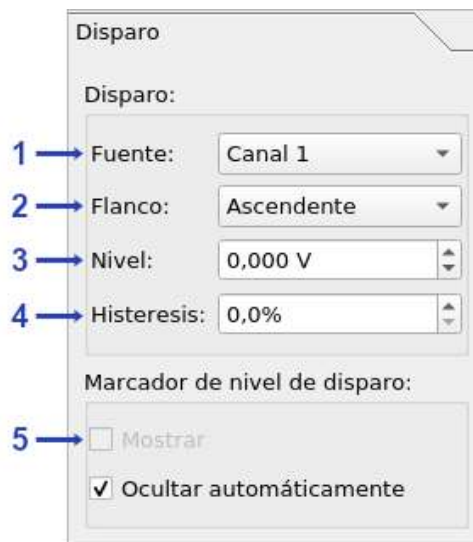 Disparo
Disparo:
1 Fuente: Canal 1
2 Flanco: Ascendente
3 Nivel: 0,000 V
4 Histeresis: 0,0%
Marcador de nivel de disparo:
5 Mostrar
Ocultar automáticamente